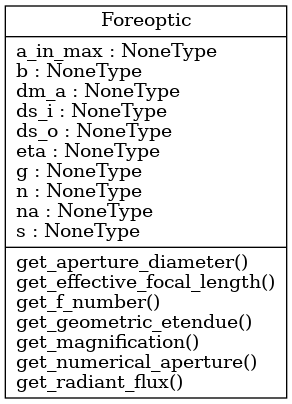 Foreoptic
a_in_max : NoneType
b : NoneType
dm_a : NoneType
ds_i : NoneType
ds_o : NoneType
eta : NoneType
g : NoneType
n : NoneType
na : NoneType
s : NoneType
get_aperture_diameter()
get_effective_focal_length()
get_f_number()
get_geometric_etendue()
get_magnification()
get_numerical_aperture()
get_radiant_flux()